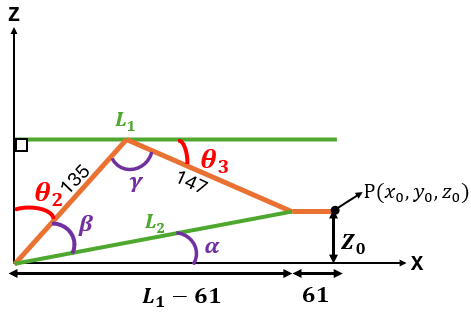 Z
L₁
θ₃
135
γ
147
θ₂
P(x₀, y₀, z₀)
β
L₂
α
Z₀
X
L₁ − 61
61